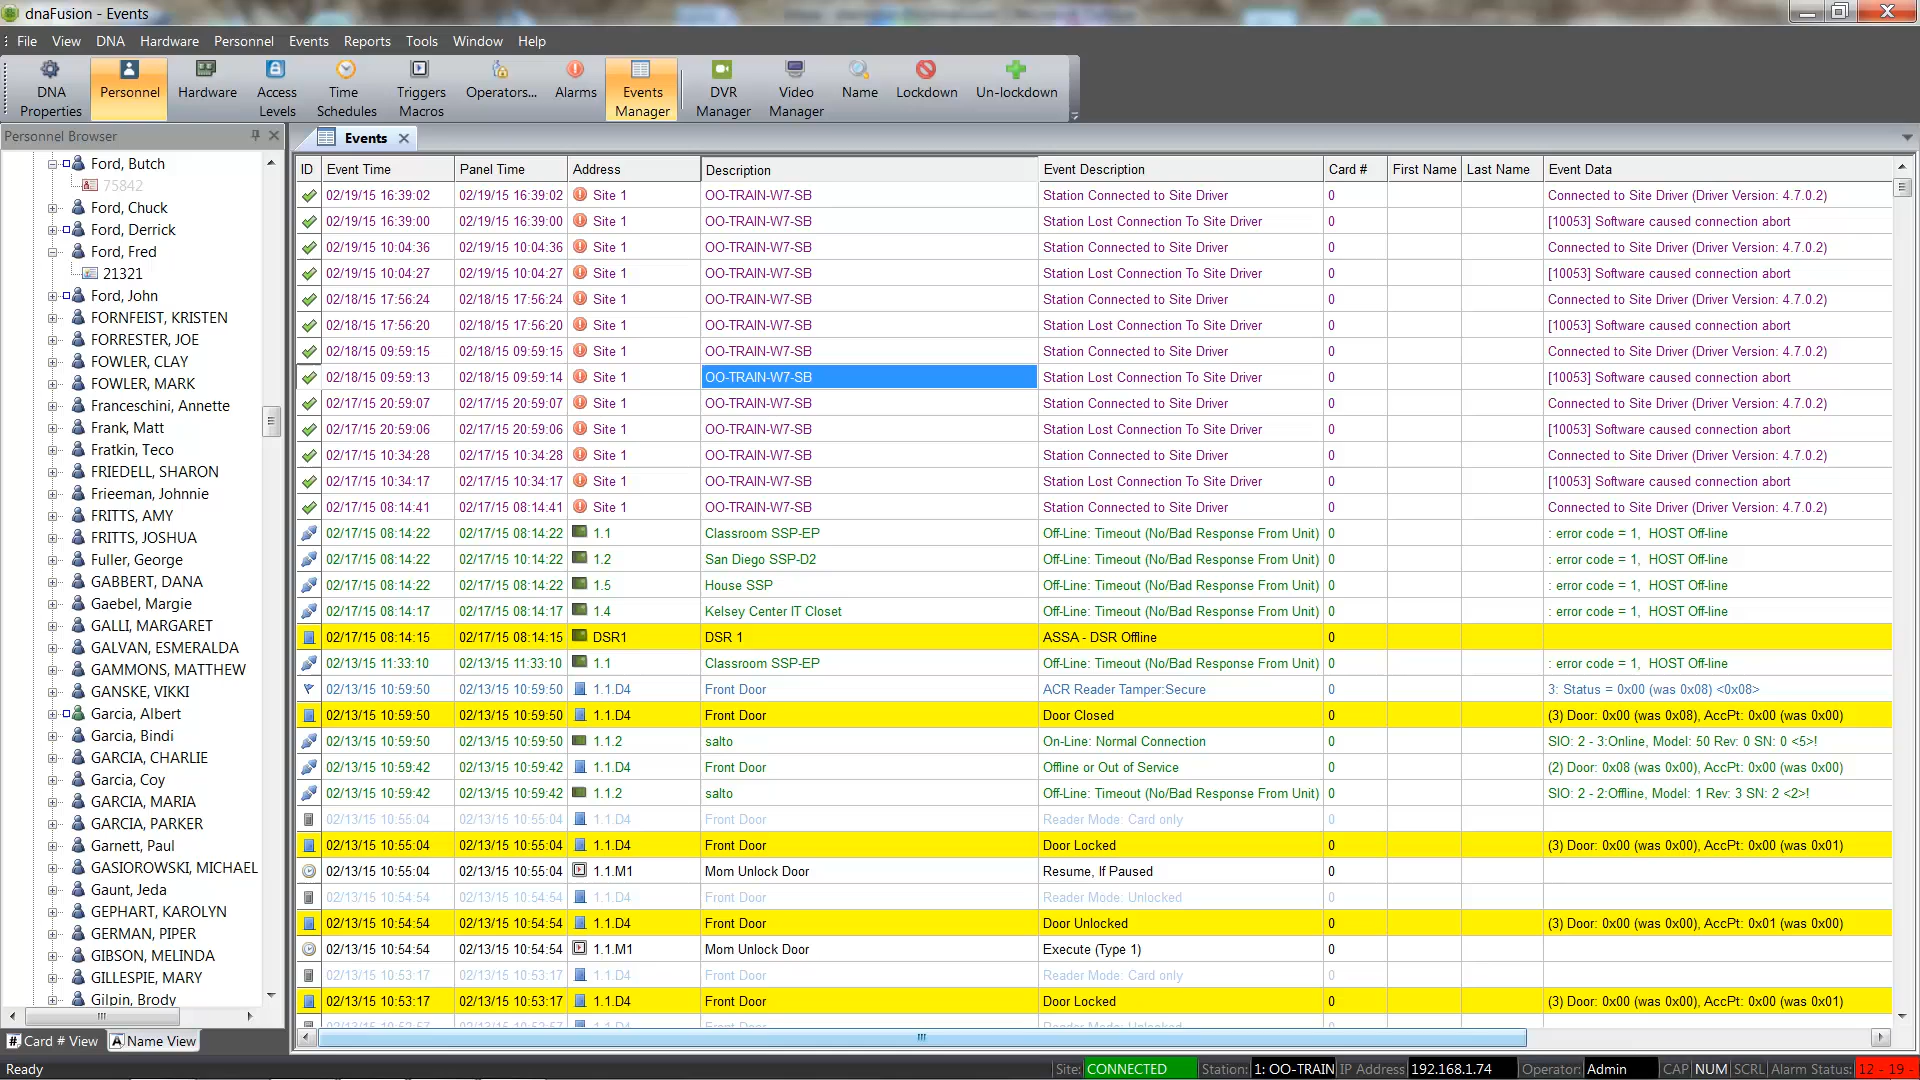 dnaFusion - Events
File View DNA Hardware Personnel Events Reports Tools Window Help
DNA Properties
Personnel
Hardware
Access Levels
Time Schedules
Triggers Macros
Operators...
Alarms
Events Manager
DVR Manager
Video Manager
Name
Lockdown
Un-lockdown
Personnel Browser
Ford, Butch
75842
Ford, Chuck
Ford, Derrick
Ford, Fred
21321
Ford, John
FORNFEIST, KRISTEN
FORRESTER, JOE
FOWLER, CLAY
FOWLER, MARK
Franceschini, Annette
Frank, Matt
Fratkin, Teco
FRIEDELL, SHARON
Frieeman, Johnnie
FRITTS, AMY
FRITTS, JOSHUA
Fuller, George
GABBERT, DANA
Gaebel, Margie
GALLI, MARGARET
GALVAN, ESMERALDA
GAMMONS, MATTHEW
GANSKE, VIKKI
Garcia, Albert
Garcia, Bindi
GARCIA, CHARLIE
Garcia, Coy
GARCIA, MARIA
GARCIA, PARKER
Garnett, Paul
GASIOROWSKI, MICHAEL
Gaunt, Jeda
GEPHART, KAROLYN
GERMAN, PIPER
GIBSON, MELINDA
GILLESPIE, MARY
Gilpin, Brody
# Card # View A Name View
Events
ID Event Time Panel Time Address Description Event Description Card # First Name Last Name Event Data
02/19/15 16:39:02 02/19/15 16:39:02 Site 1 OO-TRAIN-W7-SB Station Connected to Site Driver 0 Connected to Site Driver (Driver Version: 4.7.0.2)
02/19/15 16:39:00 02/19/15 16:39:00 Site 1 OO-TRAIN-W7-SB Station Lost Connection To Site Driver 0 [10053] Software caused connection abort
02/19/15 10:04:36 02/19/15 10:04:36 Site 1 OO-TRAIN-W7-SB Station Connected to Site Driver 0 Connected to Site Driver (Driver Version: 4.7.0.2)
02/19/15 10:04:27 02/19/15 10:04:27 Site 1 OO-TRAIN-W7-SB Station Lost Connection To Site Driver 0 [10053] Software caused connection abort
02/18/15 17:56:24 02/18/15 17:56:24 Site 1 OO-TRAIN-W7-SB Station Connected to Site Driver 0 Connected to Site Driver (Driver Version: 4.7.0.2)
02/18/15 17:56:20 02/18/15 17:56:20 Site 1 OO-TRAIN-W7-SB Station Lost Connection To Site Driver 0 [10053] Software caused connection abort
02/18/15 09:59:15 02/18/15 09:59:15 Site 1 OO-TRAIN-W7-SB Station Connected to Site Driver 0 Connected to Site Driver (Driver Version: 4.7.0.2)
02/18/15 09:59:13 02/18/15 09:59:14 Site 1 OO-TRAIN-W7-SB Station Lost Connection To Site Driver 0 [10053] Software caused connection abort
02/17/15 20:59:07 02/17/15 20:59:07 Site 1 OO-TRAIN-W7-SB Station Connected to Site Driver 0 Connected to Site Driver (Driver Version: 4.7.0.2)
02/17/15 20:59:06 02/17/15 20:59:06 Site 1 OO-TRAIN-W7-SB Station Lost Connection To Site Driver 0 [10053] Software caused connection abort
02/17/15 10:34:28 02/17/15 10:34:28 Site 1 OO-TRAIN-W7-SB Station Connected to Site Driver 0 Connected to Site Driver (Driver Version: 4.7.0.2)
02/17/15 10:34:17 02/17/15 10:34:17 Site 1 OO-TRAIN-W7-SB Station Lost Connection To Site Driver 0 [10053] Software caused connection abort
02/17/15 08:14:41 02/17/15 08:14:41 Site 1 OO-TRAIN-W7-SB Station Connected to Site Driver 0 Connected to Site Driver (Driver Version: 4.7.0.2)
02/17/15 08:14:22 02/17/15 08:14:22 1.1 Classroom SSP-EP Off-Line: Timeout (No/Bad Response From Unit) 0 : error code = 1, HOST Off-line
02/17/15 08:14:22 02/17/15 10:14:22 1.2 San Diego SSP-D2 Off-Line: Timeout (No/Bad Response From Unit) 0 : error code = 1, HOST Off-line
02/17/15 08:14:22 02/17/15 08:14:22 1.5 House SSP Off-Line: Timeout (No/Bad Response From Unit) 0 : error code = 1, HOST Off-line
02/17/15 08:14:17 02/17/15 08:14:17 1.4 Kelsey Center IT Closet Off-Line: Timeout (No/Bad Response From Unit) 0 : error code = 1, HOST Off-line
02/17/15 08:14:15 02/17/15 08:14:15 DSR1 DSR 1 ASSA - DSR Offline 0
02/13/15 11:33:10 02/13/15 11:33:10 1.1 Classroom SSP-EP Off-Line: Timeout (No/Bad Response From Unit) 0 : error code = 1, HOST Off-line
02/13/15 10:59:50 02/13/15 10:59:50 1.1.D4 Front Door ACR Reader Tamper:Secure 0 3: Status = 0x00 (was 0x08) <0x08>
02/13/15 10:59:50 02/13/15 10:59:50 1.1.D4 Front Door Door Closed 0 (3) Door: 0x00 (was 0x08), AccPt: 0x00 (was 0x00)
02/13/15 10:59:50 02/13/15 10:59:50 1.1.2 salto On-Line: Normal Connection 0 SIO: 2 - 3:Online, Model: 50 Rev: 0 SN: 0 <5>!
02/13/15 10:59:42 02/13/15 10:59:42 1.1.D4 Front Door Offline or Out of Service 0 (2) Door: 0x08 (was 0x00), AccPt: 0x00 (was 0x00)
02/13/15 10:59:42 02/13/15 10:59:42 1.1.2 salto Off-Line: Timeout (No/Bad Response From Unit) 0 SIO: 2 - 2:Offline, Model: 1 Rev: 3 SN: 2 <2>!
02/13/15 10:55:04 02/13/15 10:55:04 1.1.D4 Front Door Reader Mode: Card only 0
02/13/15 10:55:04 02/13/15 10:55:04 1.1.D4 Front Door Door Locked 0 (3) Door: 0x00 (was 0x00), AccPt: 0x00 (was 0x01)
02/13/15 10:55:04 02/13/15 10:55:04 1.1.M1 Mom Unlock Door Resume, If Paused 0
02/13/15 10:54:54 02/13/15 10:54:54 1.1.D4 Front Door Reader Mode: Unlocked 0
02/13/15 10:54:54 02/13/15 10:54:54 1.1.D4 Front Door Door Unlocked 0 (3) Door: 0x00 (was 0x00), AccPt: 0x01 (was 0x00)
02/13/15 10:54:54 02/13/15 10:54:54 1.1.M1 Mom Unlock Door Execute (Type 1) 0
02/13/15 10:53:17 02/13/15 10:53:17 1.1.D4 Front Door Reader Mode: Card only 0
02/13/15 10:53:17 02/13/15 10:53:17 1.1.D4 Front Door Door Locked 0 (3) Door: 0x00 (was 0x00), AccPt: 0x00 (was 0x01)
Ready Site: CONNECTED Station: 1: OO-TRAIN IP Address 192.168.1.74 Operator: Admin CAP NUM SCRL Alarm Status: 12 - 19 -